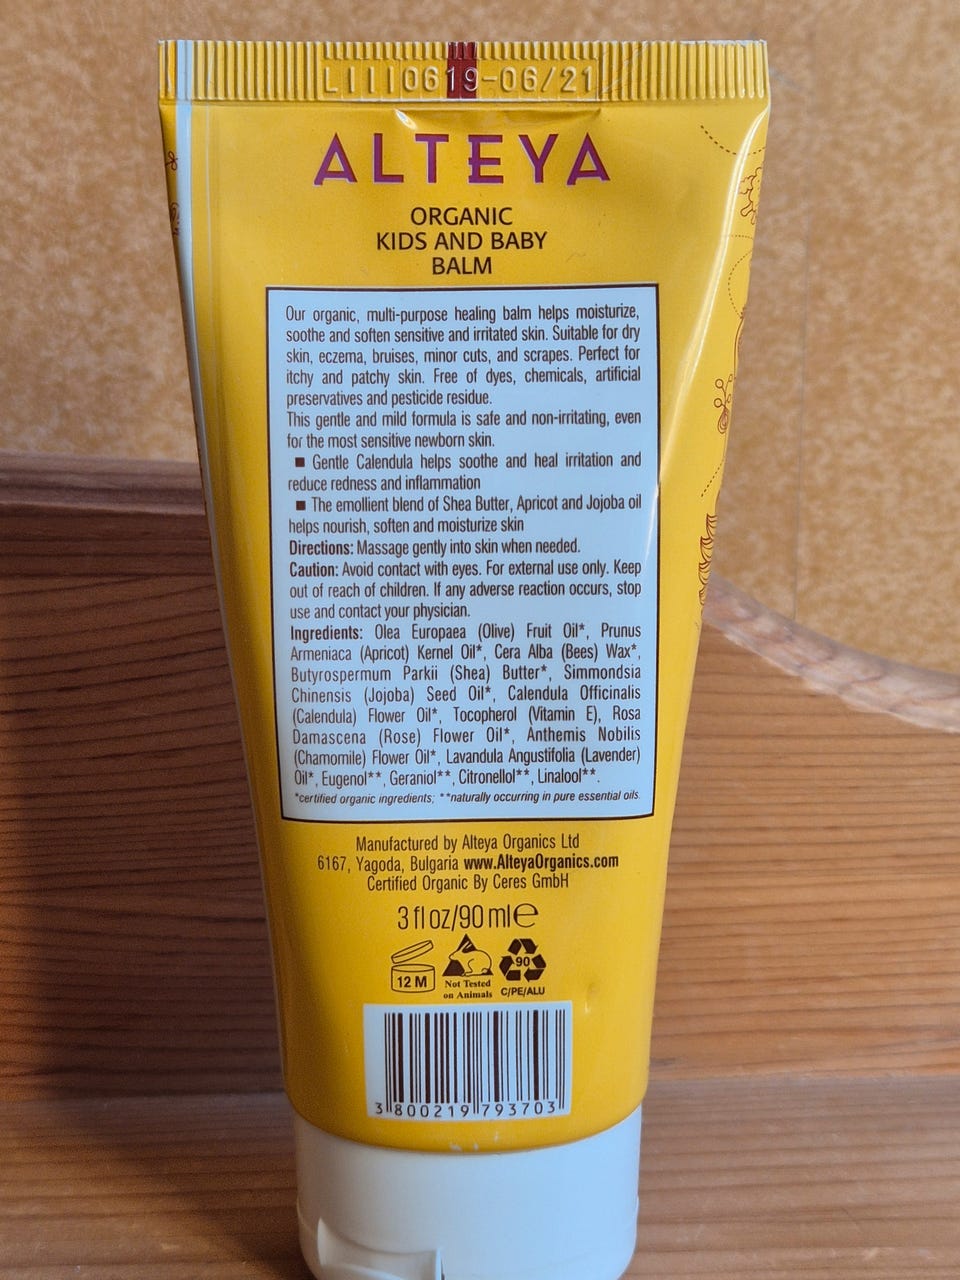 LIII0619-06/21
ALTEYA
ORGANIC
KIDS AND BABY
BALM
Our organic, multi-purpose healing balm helps moisturize,
soothe and soften sensitive and irritated skin. Suitable for dry
skin, eczema, bruises, minor cuts, and scrapes. Perfect for
itchy and patchy skin. Free of dyes, chemicals, artificial
preservatives and pesticide residue.
This gentle and mild formula is safe and non-irritating, even
for the most sensitive newborn skin.
■ Gentle Calendula helps soothe and heal irritation and
reduce redness and inflammation
■ The emollient blend of Shea Butter, Apricot and Jojoba oil
helps nourish, soften and moisturize skin
Directions: Massage gently into skin when needed.
Caution: Avoid contact with eyes. For external use only. Keep
out of reach of children. If any adverse reaction occurs, stop
use and contact your physician.
Ingredients: Olea Europaea (Olive) Fruit Oil*, Prunus
Armeniaca (Apricot) Kernel Oil*, Cera Alba (Bees) Wax*,
Butyrospermum Parkii (Shea) Butter*, Simmondsia
Chinensis (Jojoba) Seed Oil*, Calendula Officinalis
(Calendula) Flower Oil*, Tocopherol (Vitamin E), Rosa
Damascena (Rose) Flower Oil*, Anthemis Nobilis
(Chamomile) Flower Oil*, Lavandula Angustifolia (Lavender)
Oil*, Eugenol**, Geraniol**, Citronellol**, Linalool**.
*certified organic ingredients; **naturally occurring in pure essential oils.
Manufactured by Alteya Organics Ltd
6167, Yagoda, Bulgaria www.AlteyaOrganics.com
Certified Organic By Ceres GmbH
3 fl oz/90 ml℮
12 M
Not Tested
on Animals
90
C/PE/ALU
3 800219 793703